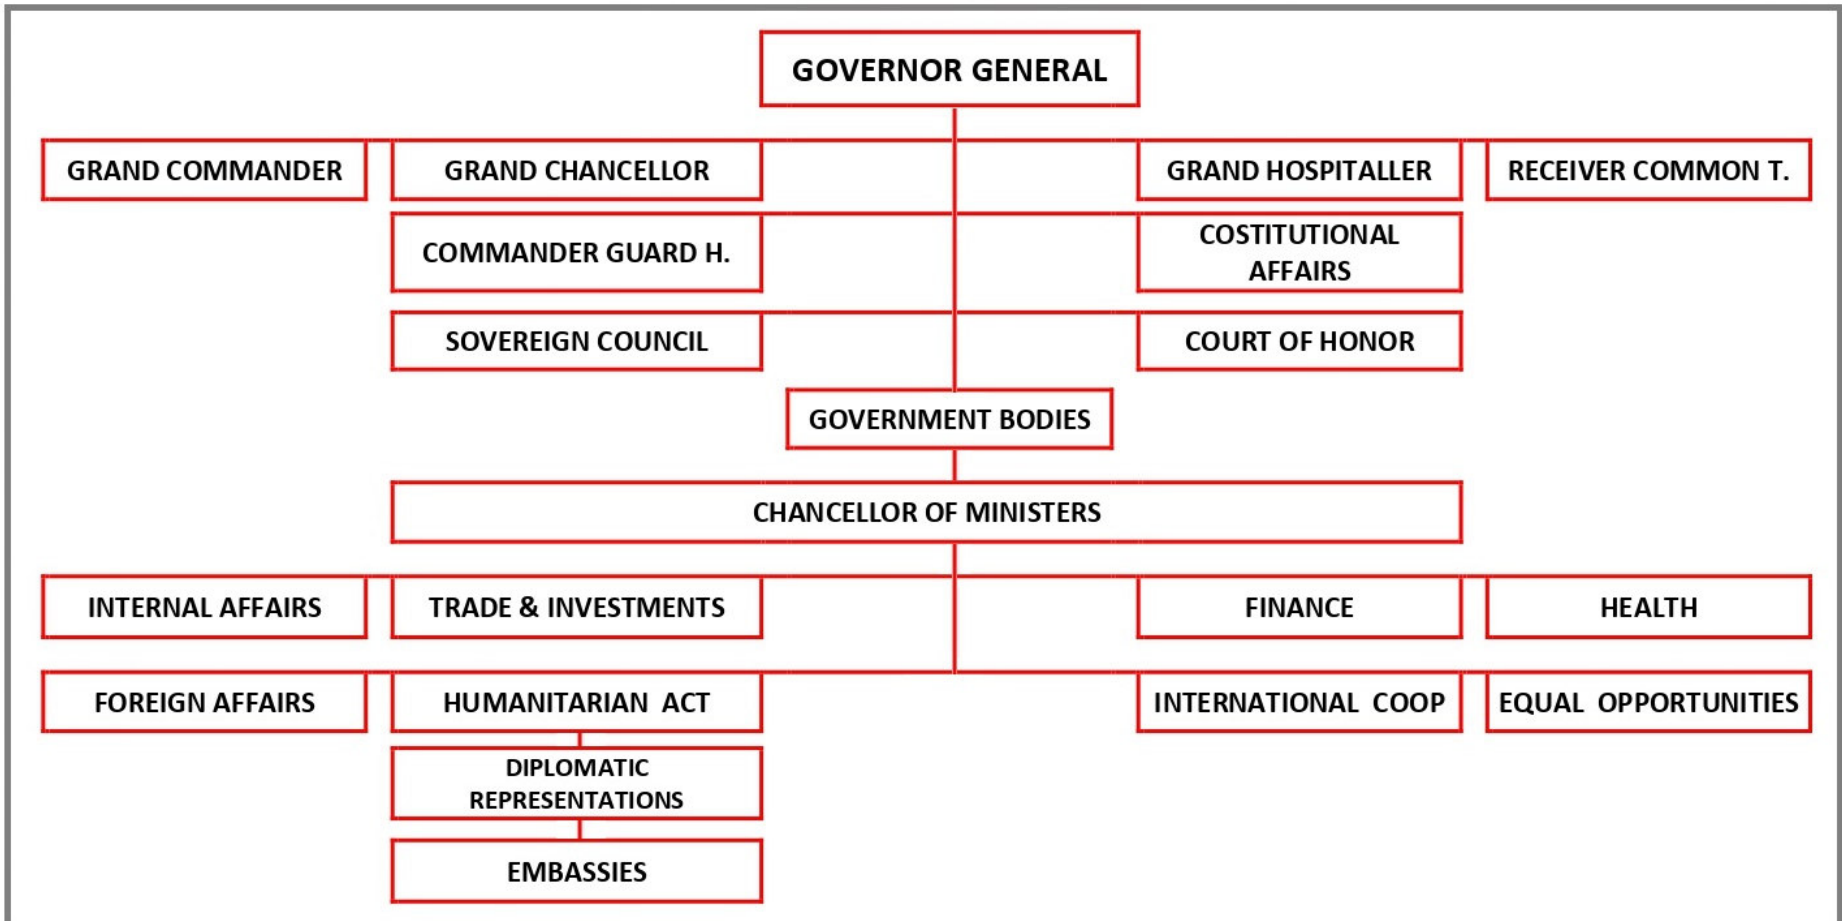 GOVERNOR GENERAL
GRAND COMMANDER
GRAND CHANCELLOR
GRAND HOSPITALLER
RECEIVER COMMON T.
COMMANDER GUARD H.
COSTITUTIONAL
AFFAIRS
SOVEREIGN COUNCIL
COURT OF HONOR
GOVERNMENT BODIES
CHANCELLOR OF MINISTERS
INTERNAL AFFAIRS
TRADE & INVESTMENTS
FINANCE
HEALTH
FOREIGN AFFAIRS
HUMANITARIAN ACT
INTERNATIONAL COOP
EQUAL OPPORTUNITIES
DIPLOMATIC
REPRESENTATIONS
EMBASSIES